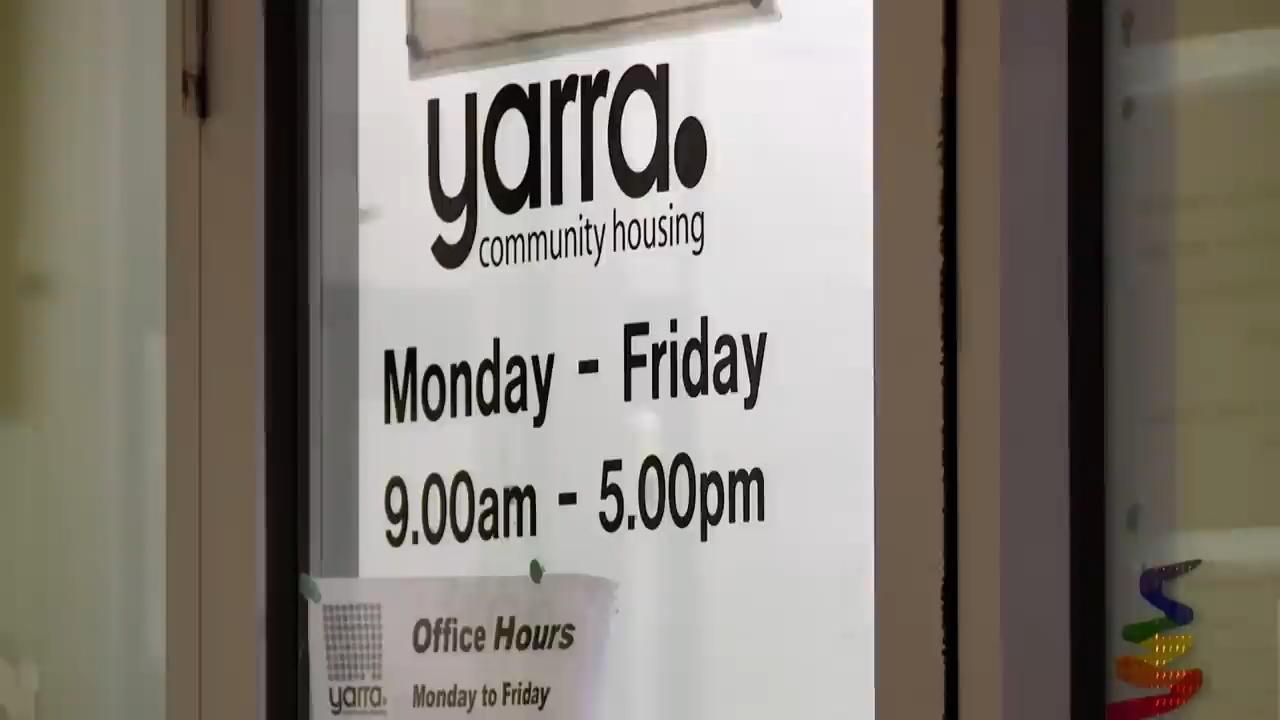 yarra.
community housing
Monday - Friday
9.00am - 5.00pm
Office Hours
yarra.
Monday to Friday